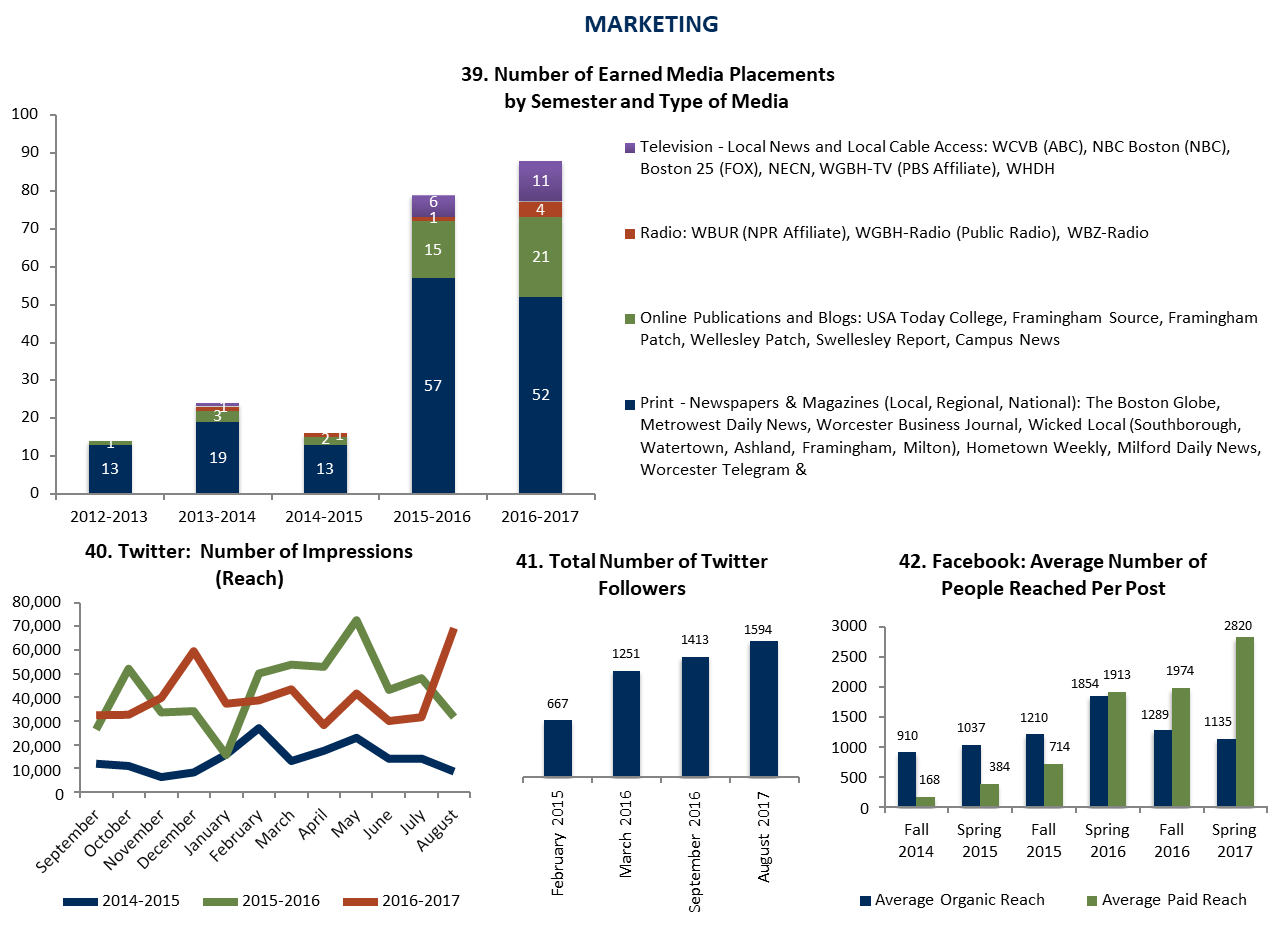 MARKETING
39. Number of Earned Media Placements
by Semester and Type of Media
100
90
80
70
60
50
40
30
20
10
0
13
1
19
3
1
13
2
1
57
15
1
6
52
21
4
11
2012-2013
2013-2014
2014-2015
2015-2016
2016-2017
Television - Local News and Local Cable Access: WCVB (ABC), NBC Boston (NBC),
Boston 25 (FOX), NECN, WGBH-TV (PBS Affiliate), WHDH
Radio: WBUR (NPR Affiliate), WGBH-Radio (Public Radio), WBZ-Radio
Online Publications and Blogs: USA Today College, Framingham Source, Framingham
Patch, Wellesley Patch, Swellesley Report, Campus News
Print - Newspapers & Magazines (Local, Regional, National): The Boston Globe,
Metrowest Daily News, Worcester Business Journal, Wicked Local (Southborough,
Watertown, Ashland, Framingham, Milton), Hometown Weekly, Milford Daily News,
Worcester Telegram &
40. Twitter: Number of Impressions
(Reach)
80,000
70,000
60,000
50,000
40,000
30,000
20,000
10,000
0
September
October
November
December
January
February
March
April
May
June
July
August
2014-2015
2015-2016
2016-2017
41. Total Number of Twitter
Followers
667
1251
1413
1594
February 2015
March 2016
September 2016
August 2017
42. Facebook: Average Number of
People Reached Per Post
3000
2500
2000
1500
1000
500
0
910
168
1037
384
1210
714
1854
1913
1289
1974
1135
2820
Fall
2014
Spring
2015
Fall
2015
Spring
2016
Fall
2016
Spring
2017
Average Organic Reach
Average Paid Reach